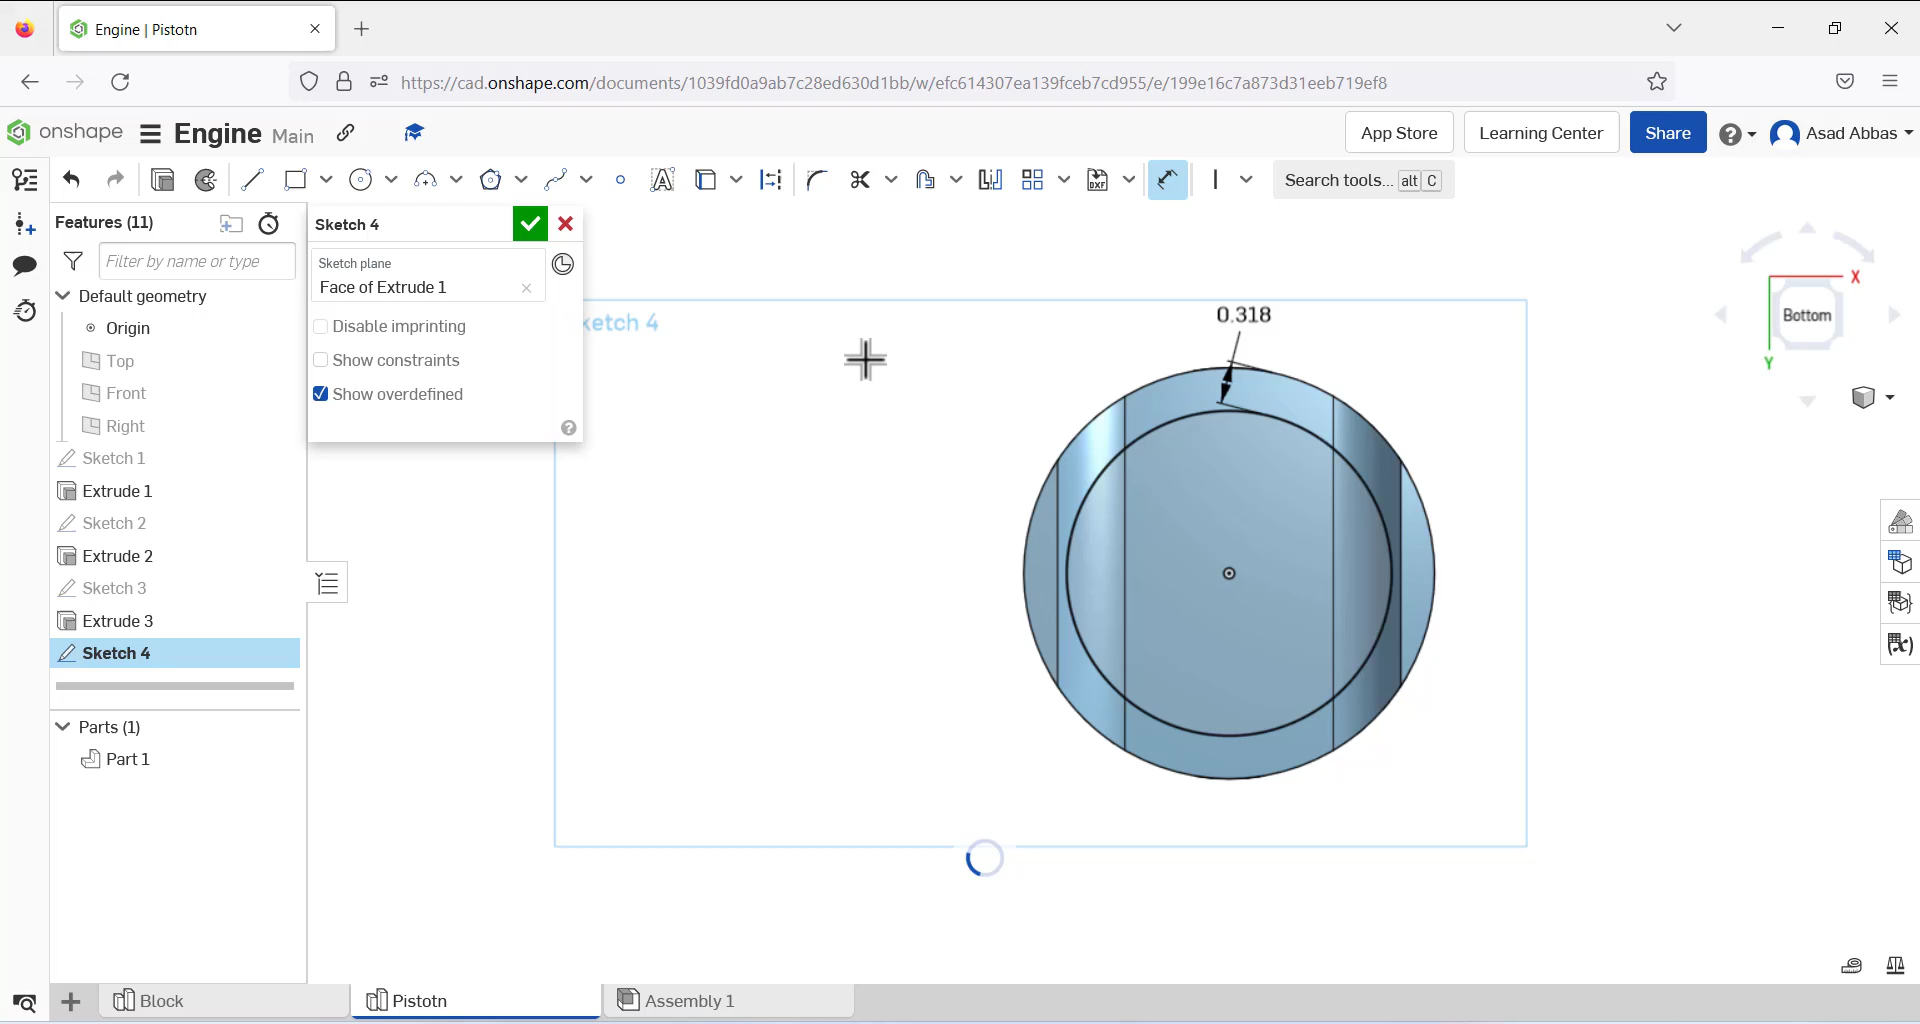 Engine | Pistotn
https://cad.onshape.com/documents/1039fd0a9ab7c28ed630d1bb/w/efc614307ea139fceb7cd955/e/199e16c7a873d31eeb719ef8
onshape Engine Main App Store Learning Center Share Asad Abbas
Search tools... alt C
Features (11)
Filter by name or type
Default geometry
Origin
Top
Front
Right
Sketch 1
Extrude 1
Sketch 2
Extrude 2
Sketch 3
Extrude 3
Sketch 4
Parts (1)
Part 1
Sketch 4
Sketch plane
Face of Extrude 1
Disable imprinting
Show constraints
Show overdefined
ketch 4
0.318
X
Bottom
Y
Block
Pistotn
Assembly 1